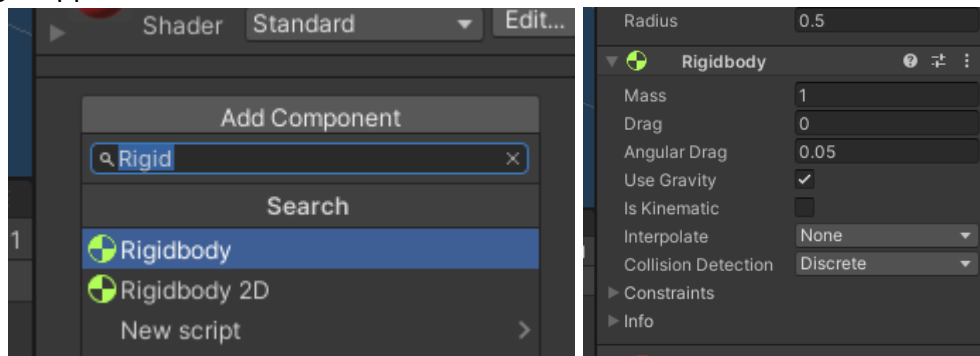 Shader Standard Edit...
Add Component
Rigid
Search
Rigidbody
Rigidbody 2D
New script
1
Radius 0.5
Rigidbody
Mass 1
Drag 0
Angular Drag 0.05
Use Gravity
Is Kinematic
Interpolate None
Collision Detection Discrete
Constraints
Info